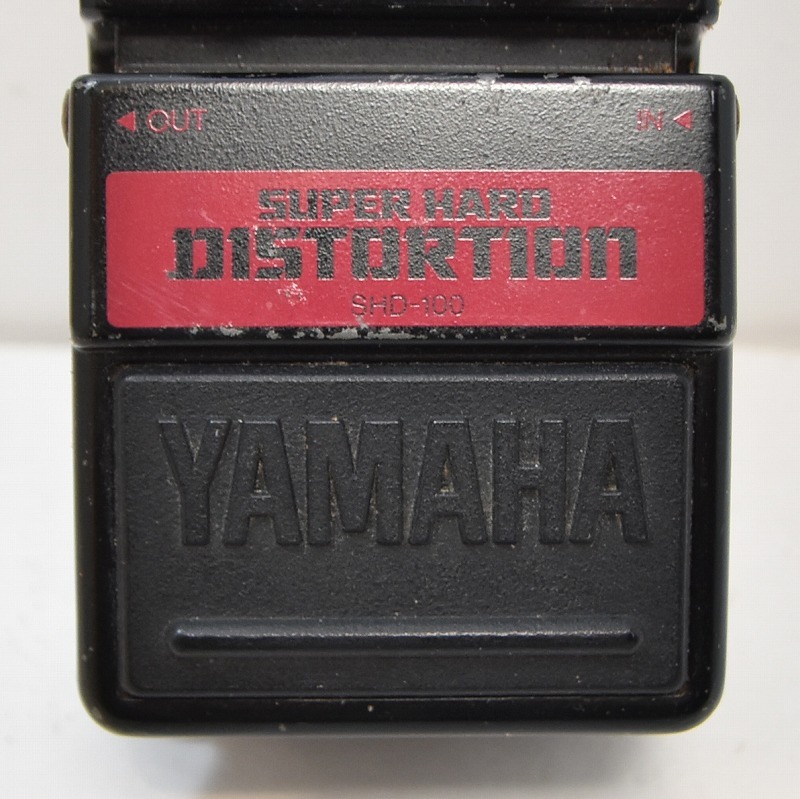 ◀ OUT IN ◀
SUPER HARD
DISTORTION
SHD-100
YAMAHA